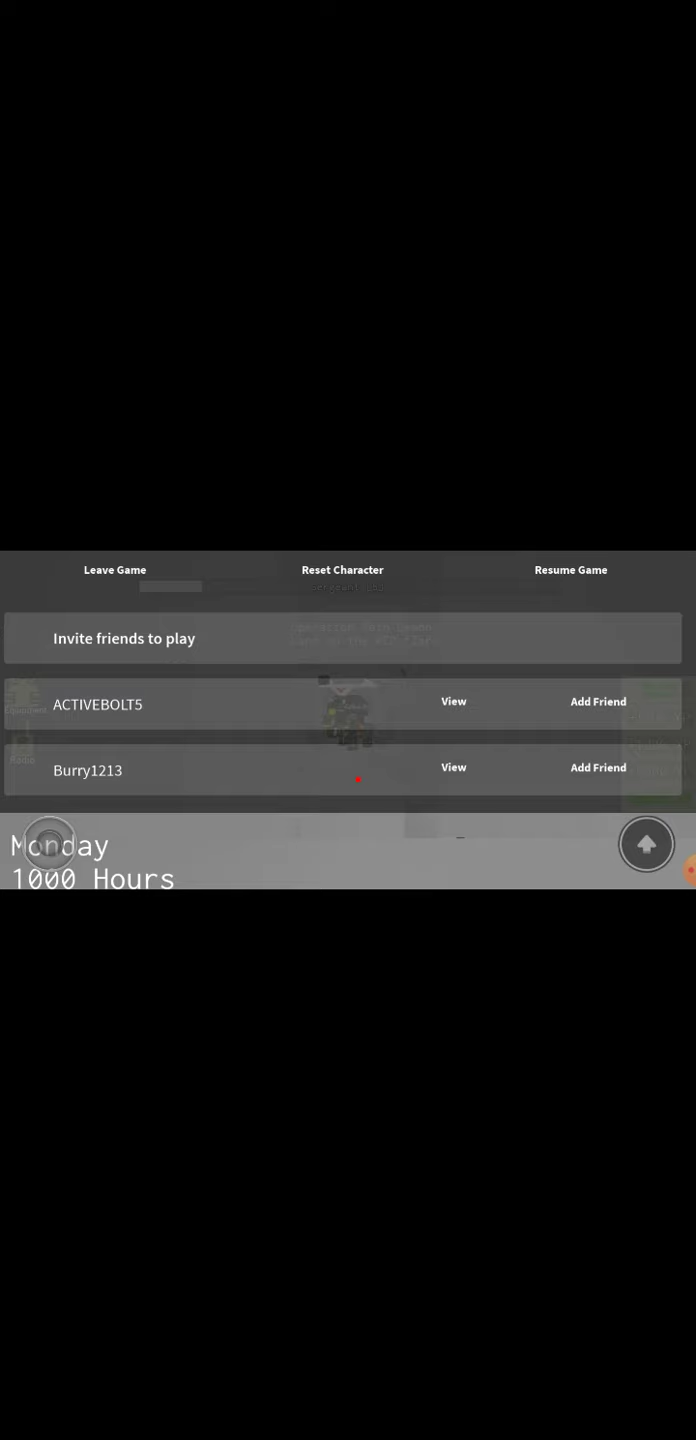 Leave Game Reset Character Resume Game
Invite friends to play
ACTIVEBOLT5 View Add Friend
Burry1213 View Add Friend
Radio
Monday
1000 Hours